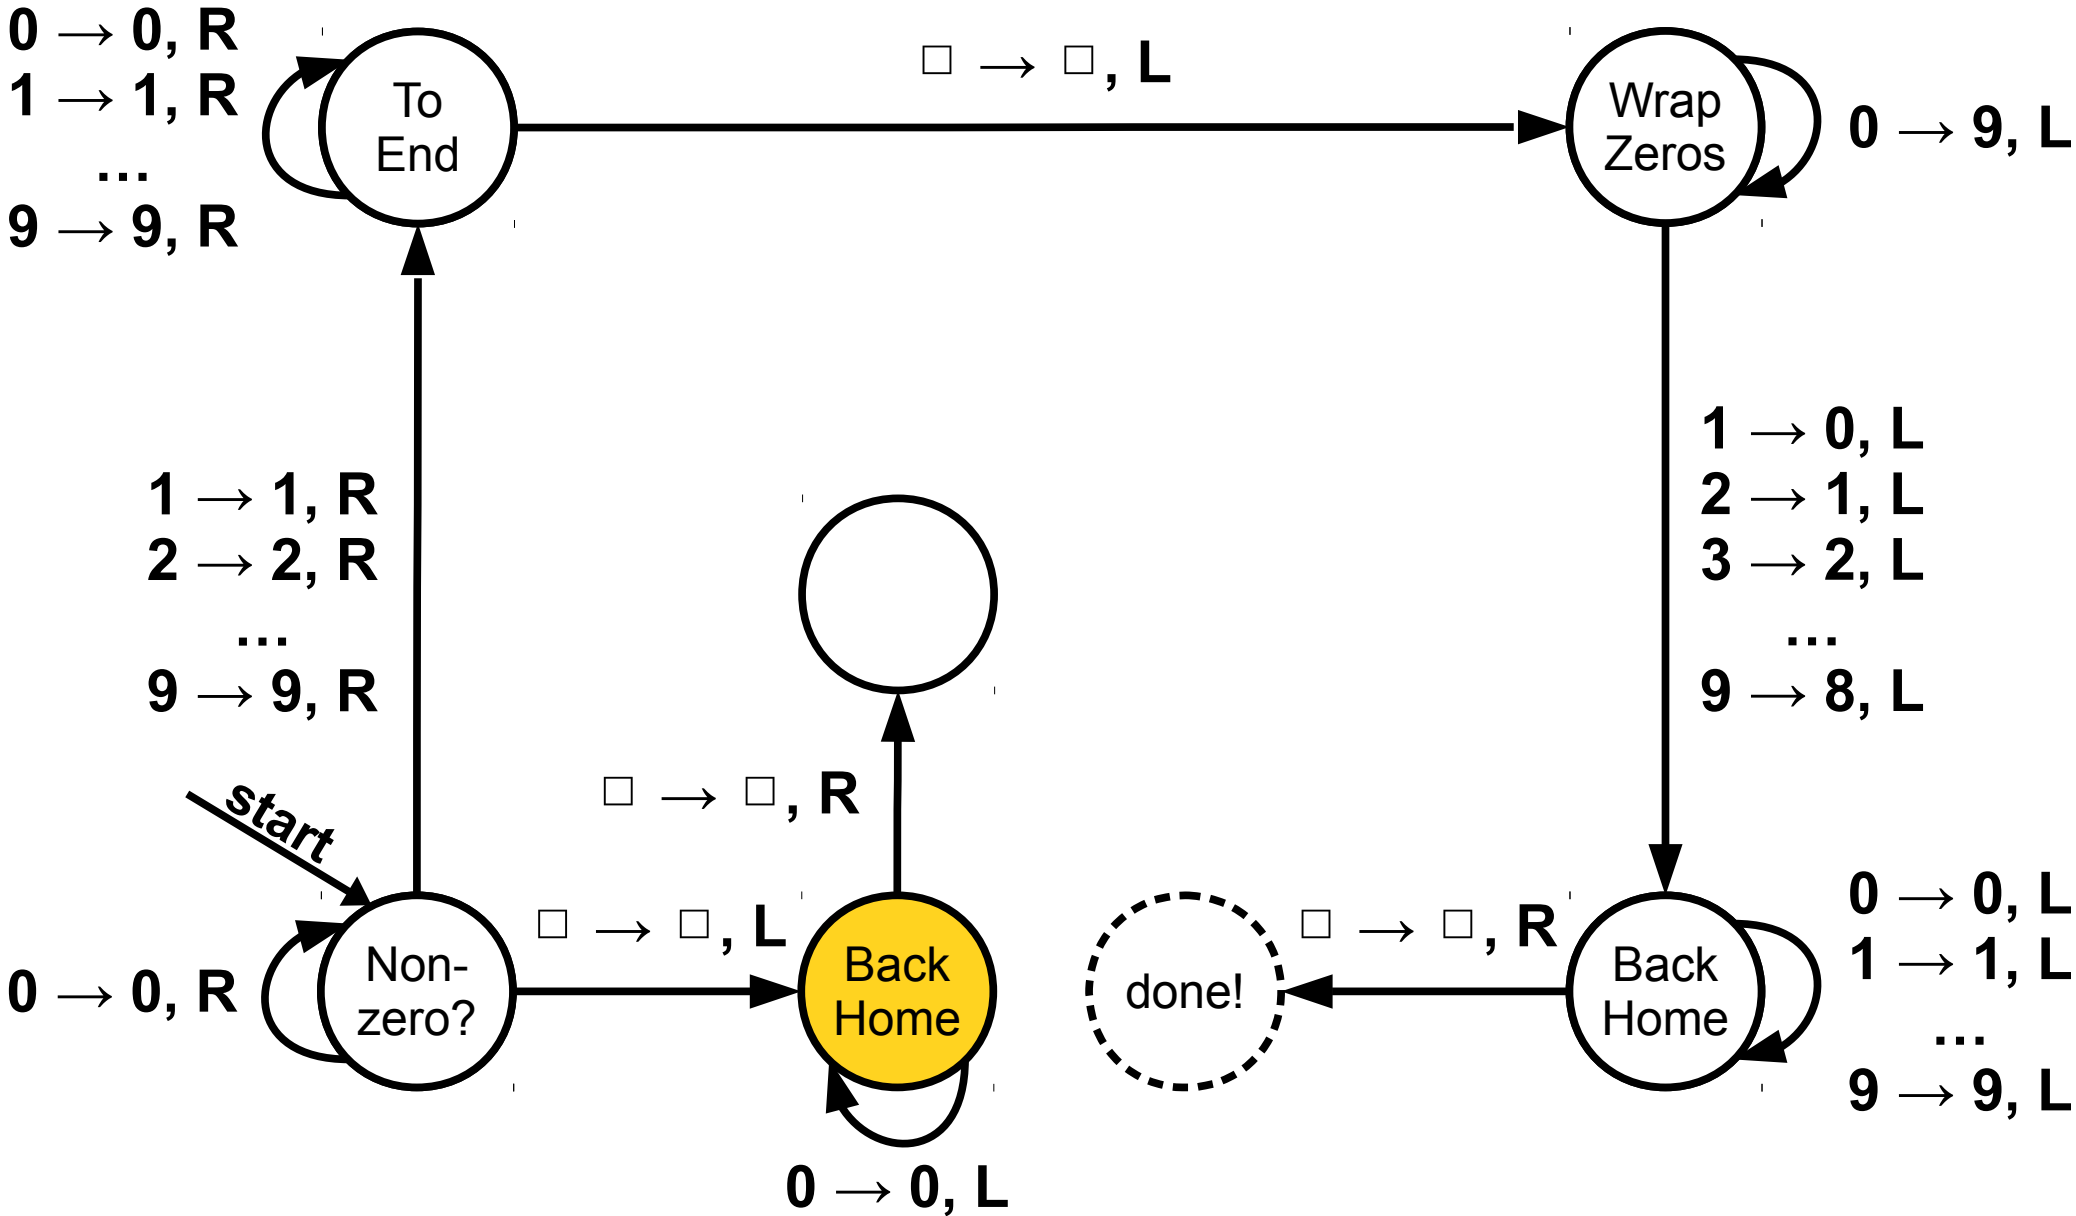 0 → 0, R
1 → 1, R
…
9 → 9, R
To
End
□ → □, L
Wrap
Zeros
0 → 9, L
1 → 1, R
2 → 2, R
…
9 → 9, R
1 → 0, L
2 → 1, L
3 → 2, L
…
9 → 8, L
start
□ → □, R
0 → 0, R
Non-
zero?
□ → □, L
Back
Home
0 → 0, L
done!
□ → □, R
Back
Home
0 → 0, L
1 → 1, L
…
9 → 9, L